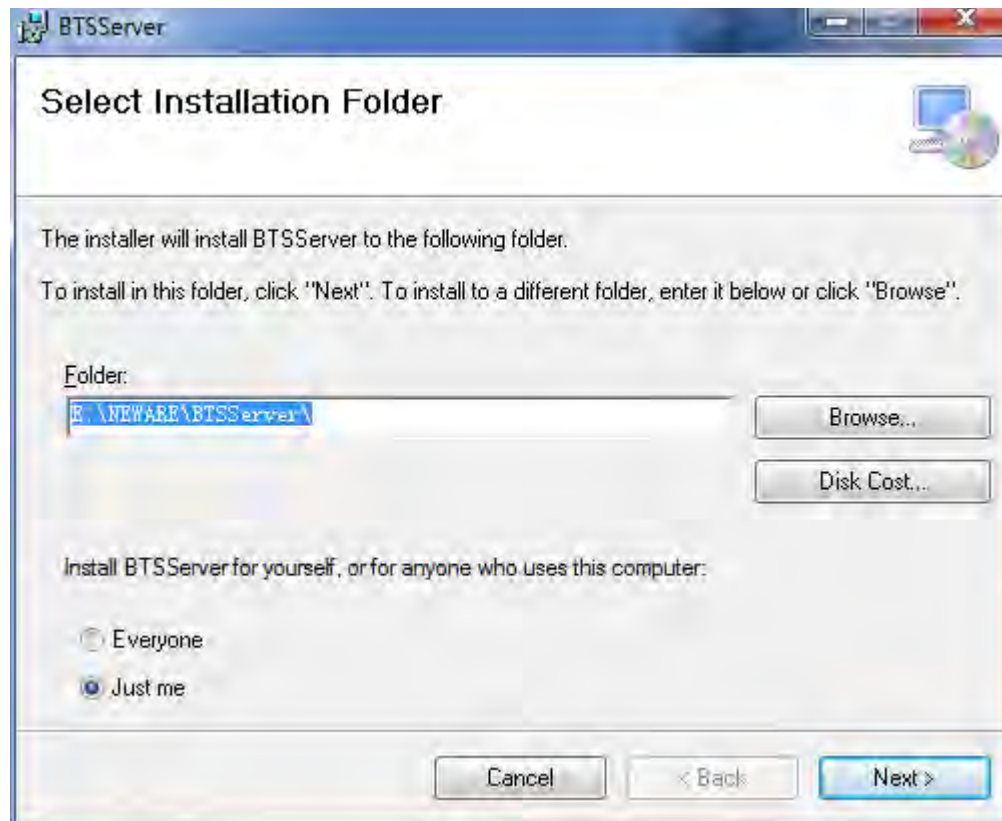 BTSServer
Select Installation Folder
The installer will install BTSServer to the following folder.
To install in this folder, click "Next". To install to a different folder, enter it below or click "Browse".
Folder:
E:\NEWARE\BTSServer\
Browse...
Disk Cost...
Install BTSServer for yourself, or for anyone who uses this computer:
Everyone
Just me
Cancel
< Back
Next >